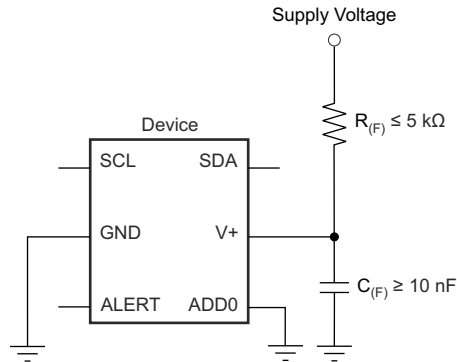 Supply Voltage
R(F) ≤ 5 kΩ
Device
SCL SDA
GND V+
C(F) ≥ 10 nF
ALERT ADD0